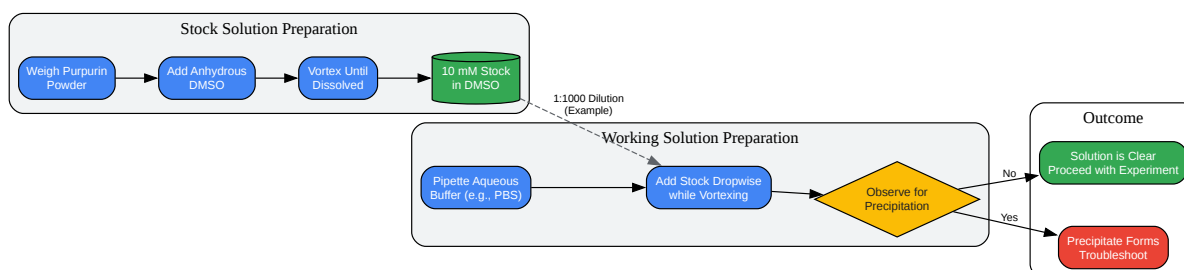 Stock Solution Preparation
Weigh Purpurin
Powder
Add Anhydrous
DMSO
Vortex Until
Dissolved
10 mM Stock
in DMSO
1:1000 Dilution
(Example)
Working Solution Preparation
Pipette Aqueous
Buffer (e.g., PBS)
Add Stock Dropwise
while Vortexing
Observe for
Precipitation
No
Yes
Outcome
Solution is Clear
Proceed with Experiment
Precipitate Forms
Troubleshoot